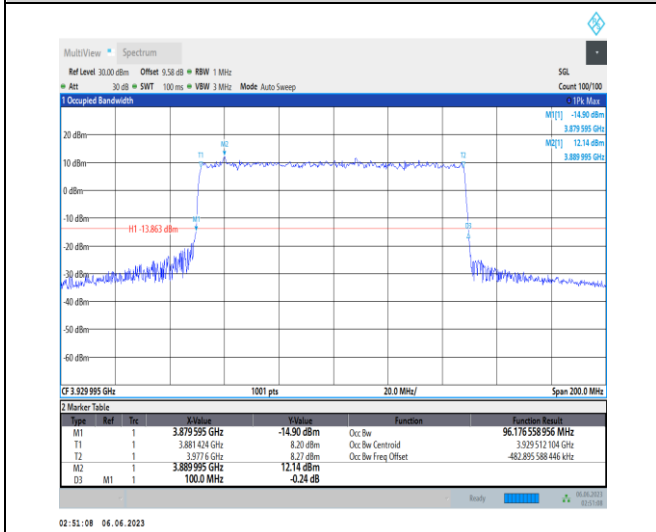 MultiView Spectrum
Ref Level 30.00 dBm Offset 9.58 dB RBW 1 MHz SGL
Att 30 dB SWT 100 ms VBW 3 MHz Mode Auto Sweep Count 100/100
1 Occupied Bandwidth 1Pk Max
M1[1] -14.90 dBm
3.879 595 GHz
M2[1] 12.14 dBm
3.889 995 GHz
20 dBm
M2
T1 T2
10 dBm
0 dBm
-10 dBm
M1
H1 -13.863 dBm
D3
-20 dBm
-30 dBm
-40 dBm
-50 dBm
-60 dBm
CF 3.929 995 GHz 1001 pts 20.0 MHz/ Span 200.0 MHz
2 Marker Table
Type Ref Trc X-Value Y-Value Function Function Result
M1 1 3.879 595 GHz -14.90 dBm Occ Bw 96.176 558 956 MHz
T1 1 3.881 424 GHz 8.20 dBm Occ Bw Centroid 3.929 512 104 GHz
T2 1 3.977 6 GHz 8.27 dBm Occ Bw Freq Offset -482.895 588 446 kHz
M2 1 3.889 995 GHz 12.14 dBm
D3 M1 1 100.0 MHz -0.24 dB
Ready 06.06.2023
02:51:08
02:51:08 06.06.2023